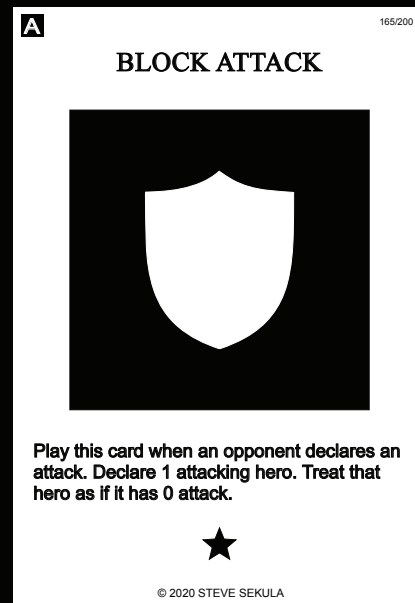 A
165/200
BLOCK ATTACK
Play this card when an opponent declares an
attack. Declare 1 attacking hero. Treat that
hero as if it has 0 attack.
© 2020 STEVE SEKULA